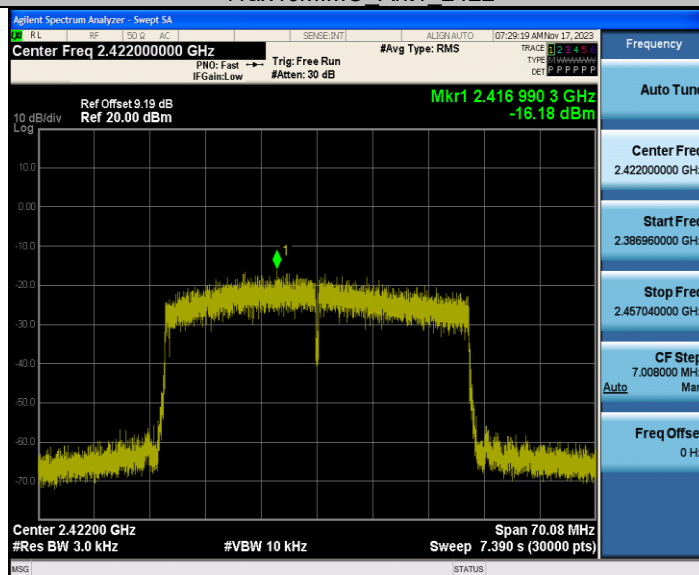 Agilent Spectrum Analyzer - Swept SA
RL RF 50 Ω AC SENSE:INT ALIGN AUTO 07:29:19 AM Nov 17, 2023
Center Freq 2.422000000 GHz
#Avg Type: RMS
TRACE 1 2 3 4 5 6
TYPE M W W W W W
DET P P P P P P
PNO: Fast
IFGain:Low
Trig: Free Run
#Atten: 30 dB
Mkr1 2.416 990 3 GHz
-16.18 dBm
Ref Offset 9.19 dB
10 dB/div Ref 20.00 dBm
Log
10.0
0.00
-10.0
-20.0
-30.0
-40.0
-50.0
-60.0
-70.0
1
Center 2.42200 GHz
Span 70.08 MHz
#Res BW 3.0 kHz
#VBW 10 kHz
Sweep 7.390 s (30000 pts)
MSG
STATUS
Frequency
Auto Tune
Center Freq
2.422000000 GHz
Start Freq
2.386960000 GHz
Stop Freq
2.457040000 GHz
CF Step
7.008000 MHz
Auto Man
Freq Offset
0 Hz